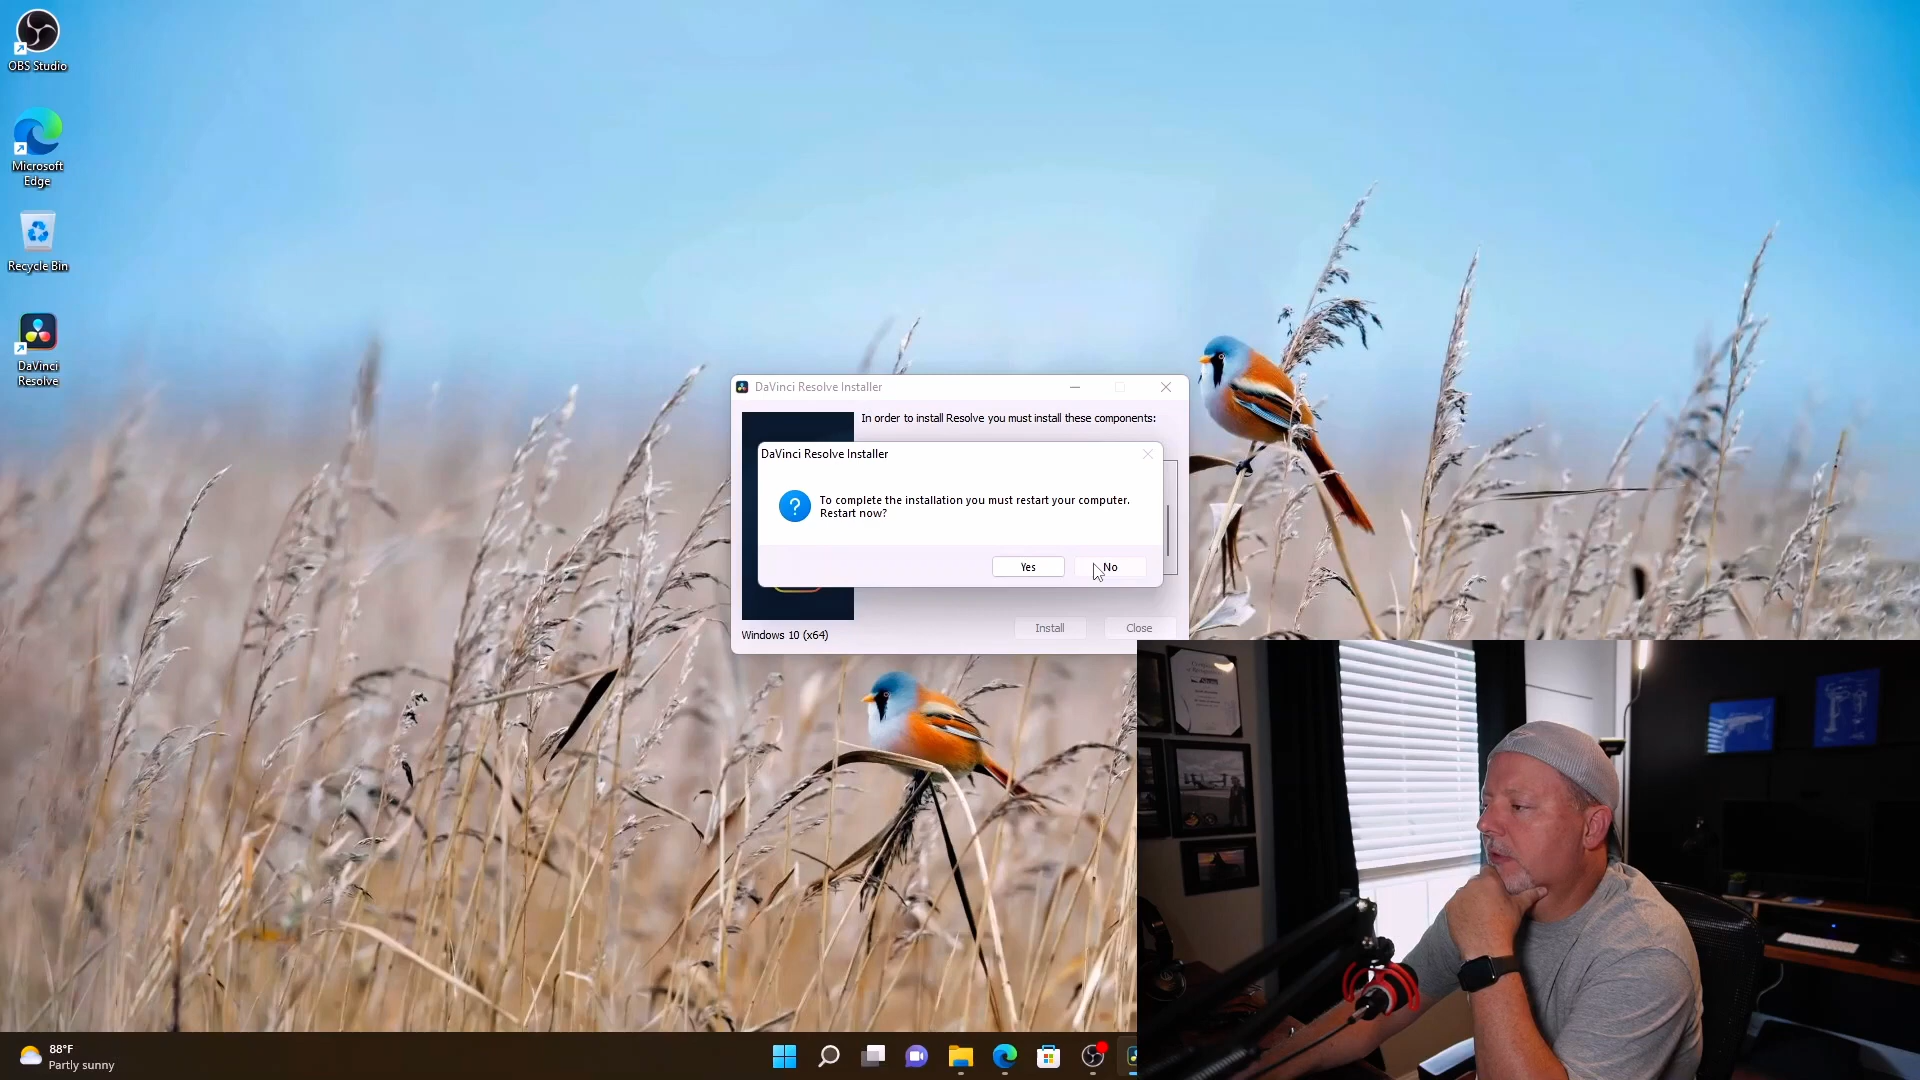 OBS Studio
Microsoft
Edge
Recycle Bin
DaVinci
Resolve
DaVinci Resolve Installer
In order to install Resolve you must install these components:
DaVinci Resolve Installer
To complete the installation you must restart your computer.
Restart now?
Yes
No
Windows 10 (x64)
Install
Close
88°F
Partly sunny